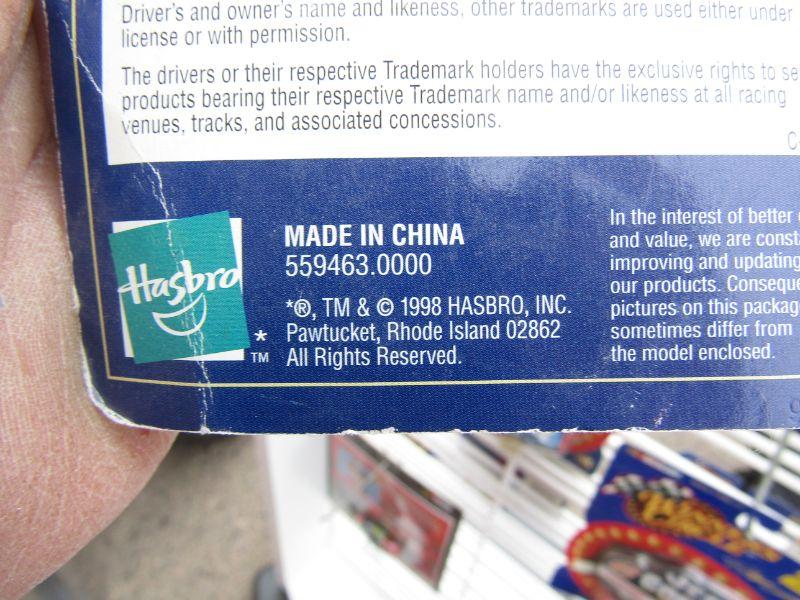 Driver's and owner's name and likeness, other trademarks are used either under
license or with permission.
The drivers or their respective Trademark holders have the exclusive rights to
products bearing their respective Trademark name and/or likeness at all racing
venues, tracks, and associated concessions.
Hasbro
* TM
MADE IN CHINA
559463.0000
*®, TM & © 1998 HASBRO, INC.
Pawtucket, Rhode Island 02862
All Rights Reserved.
In the interest of better
and value, we are
improving and updating
our products.
pictures on this
sometimes differ from
the model enclosed.